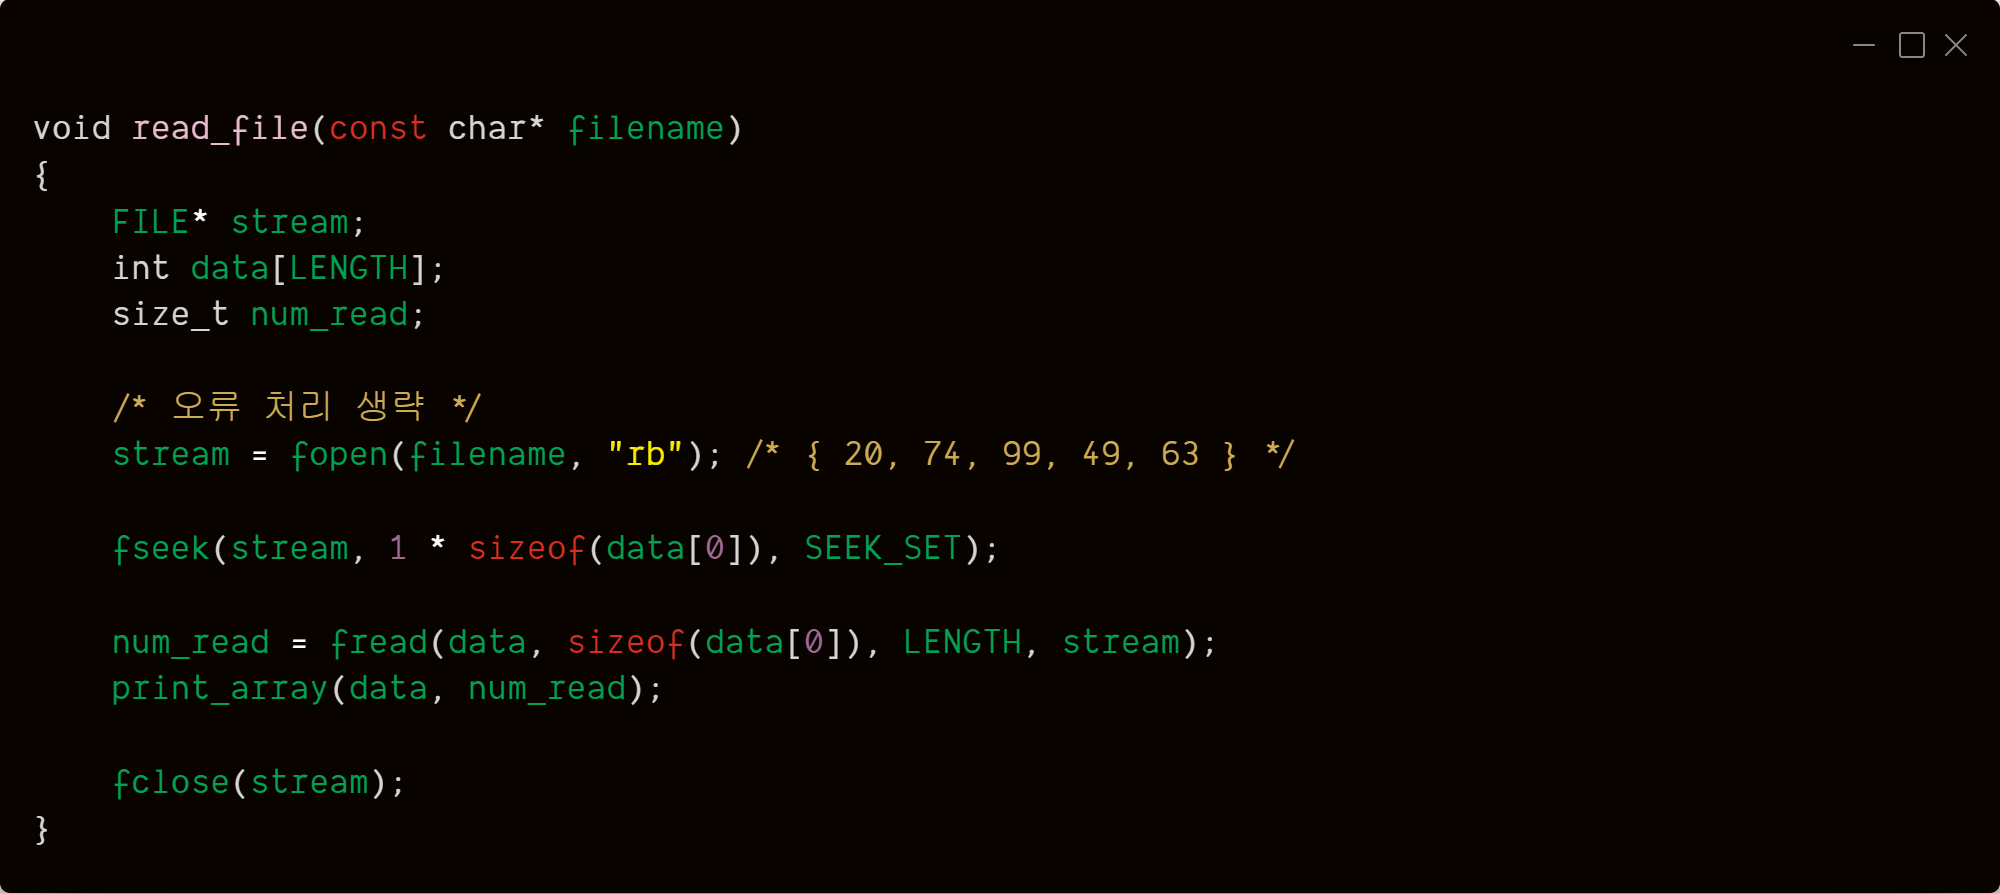 void read_file(const char* filename)
{
    FILE* stream;
    int data[LENGTH];
    size_t num_read;

    /* 오류 처리 생략 */
    stream = fopen(filename, "rb"); /* { 20, 74, 99, 49, 63 } */

    fseek(stream, 1 * sizeof(data[0]), SEEK_SET);

    num_read = fread(data, sizeof(data[0]), LENGTH, stream);
    print_array(data, num_read);

    fclose(stream);
}